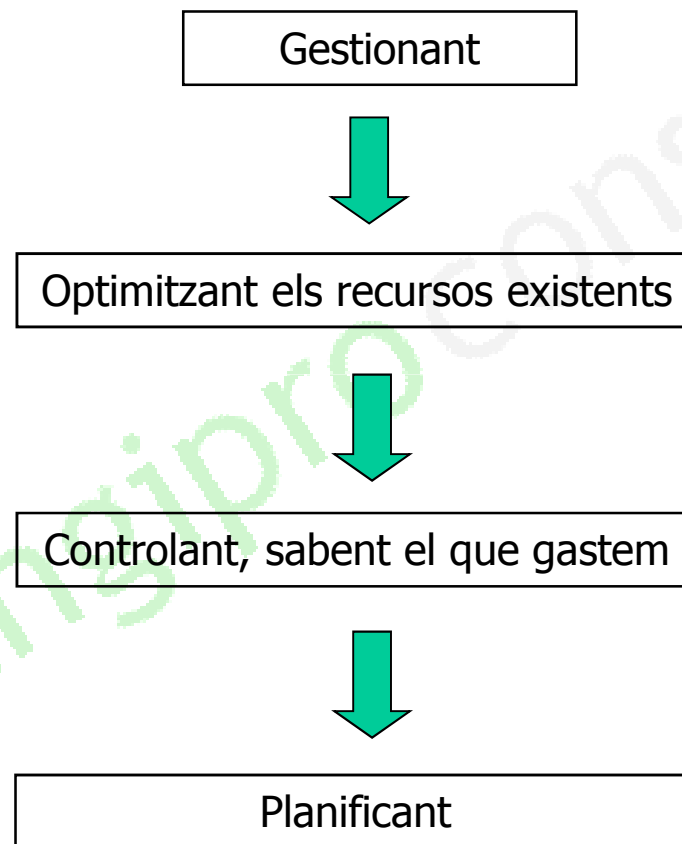 Gestionant
Optimitzant els recursos existents
Controlant, sabent el que gastem
Planificant